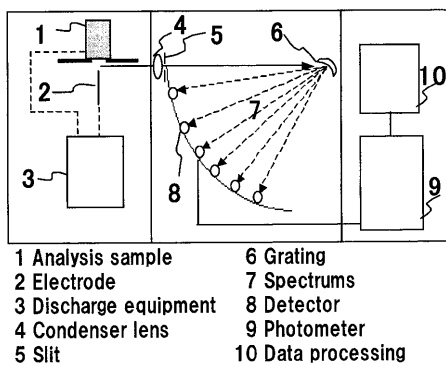 1
2
3
4
5
6
7
8
9
10
1 Analysis sample
2 Electrode
3 Discharge equipment
4 Condenser lens
5 Slit
6 Grating
7 Spectrums
8 Detector
9 Photometer
10 Data processing